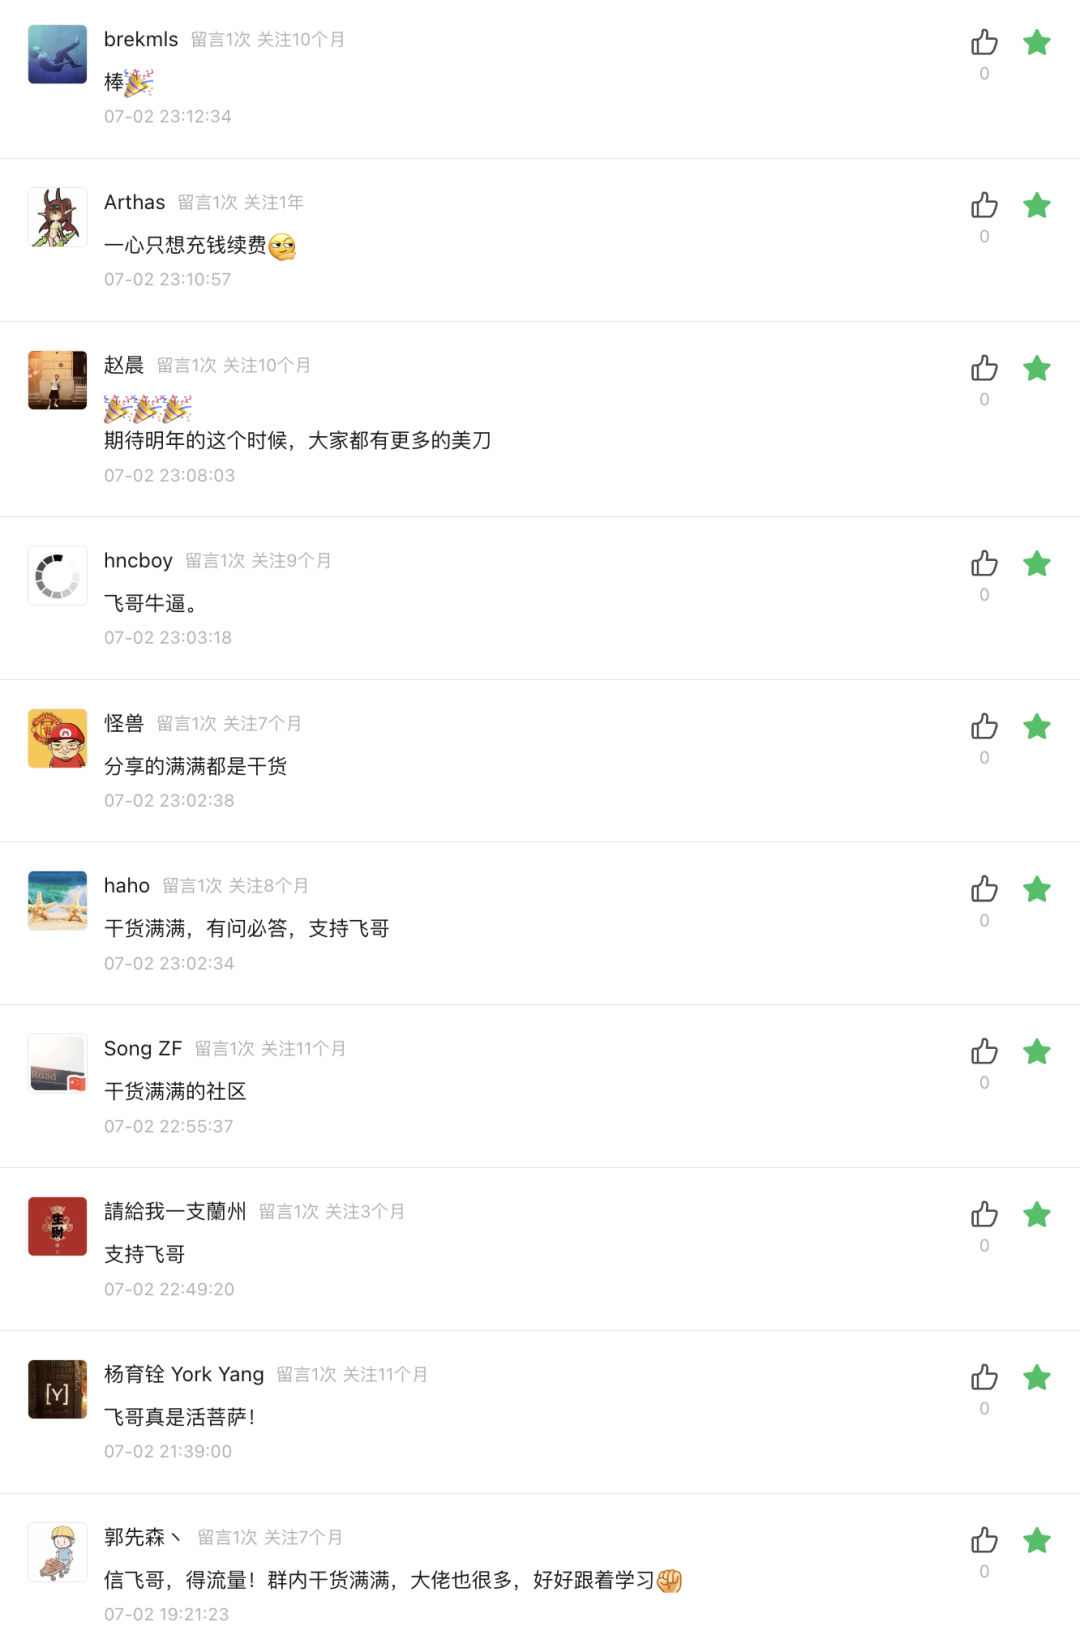 brekmls 留言1次 关注10个月
棒🎉
07-02 23:12:34
0
Arthas 留言1次 关注1年
一心只想充钱续费
07-02 23:10:57
0
赵晨 留言1次 关注10个月
🎉🎉🎉
期待明年的这个时候，大家都有更多的美刀
07-02 23:08:03
0
hncboy 留言1次 关注9个月
飞哥牛逼。
07-02 23:03:18
0
怪兽 留言1次 关注7个月
分享的满满都是干货
07-02 23:02:38
0
haho 留言1次 关注8个月
干货满满，有问必答，支持飞哥
07-02 23:02:34
0
Song ZF 留言1次 关注11个月
干货满满的社区
07-02 22:55:37
0
Road
請給我一支蘭州 留言1次 关注3个月
支持飞哥
07-02 22:49:20
0
生财
杨育铨 York Yang 留言1次 关注11个月
飞哥真是活菩萨！
07-02 21:39:00
0
[Y]
郭先森丶 留言1次 关注7个月
信飞哥，得流量！群内干货满满，大佬也很多，好好跟着学习✊
07-02 19:21:23
0